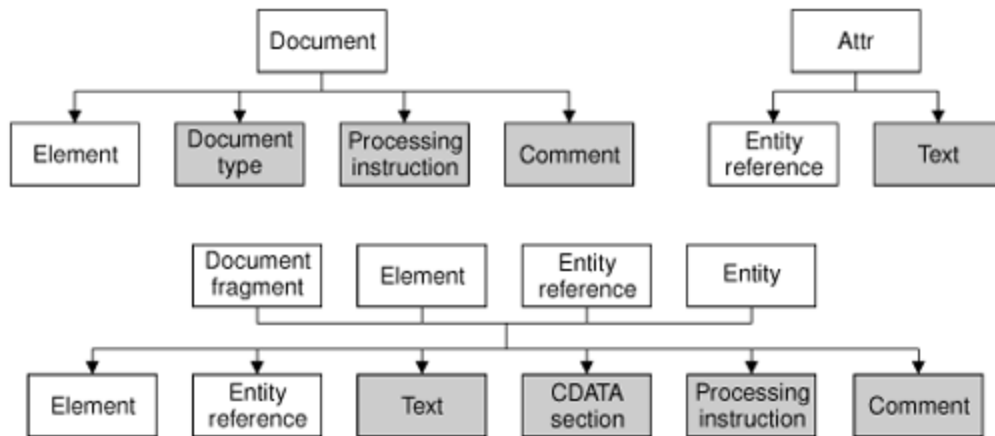 Document
Attr
Element
Document
type
Processing
instruction
Comment
Entity
reference
Text
Document
fragment
Element
Entity
reference
Entity
Element
Entity
reference
Text
CDATA
section
Processing
instruction
Comment